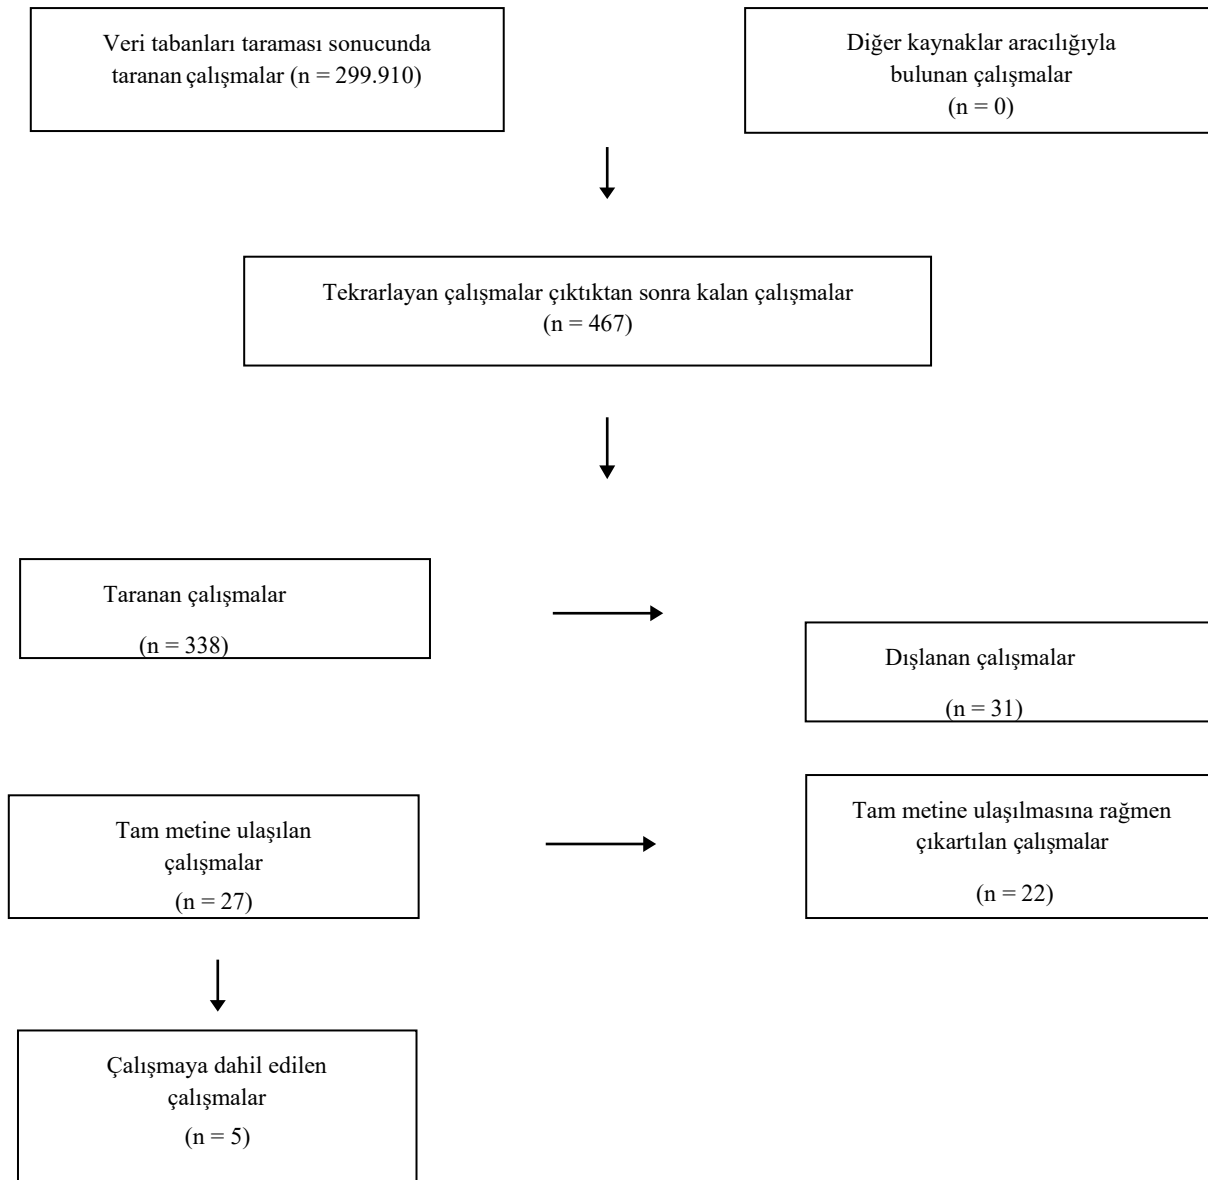 Veri tabanları taraması sonucunda
taranan çalışmalar (n = 299.910)
Diğer kaynaklar aracılığıyla
bulunan çalışmalar
(n = 0)
Tekrarlayan çalışmalar çıktıktan sonra kalan çalışmalar
(n = 467)
Taranan çalışmalar
(n = 338)
Dışlanan çalışmalar
(n = 31)
Tam metine ulaşılan
çalışmalar
(n = 27)
Tam metine ulaşılmasına rağmen
çıkartılan çalışmalar
(n = 22)
Çalışmaya dahil edilen
çalışmalar
(n = 5)